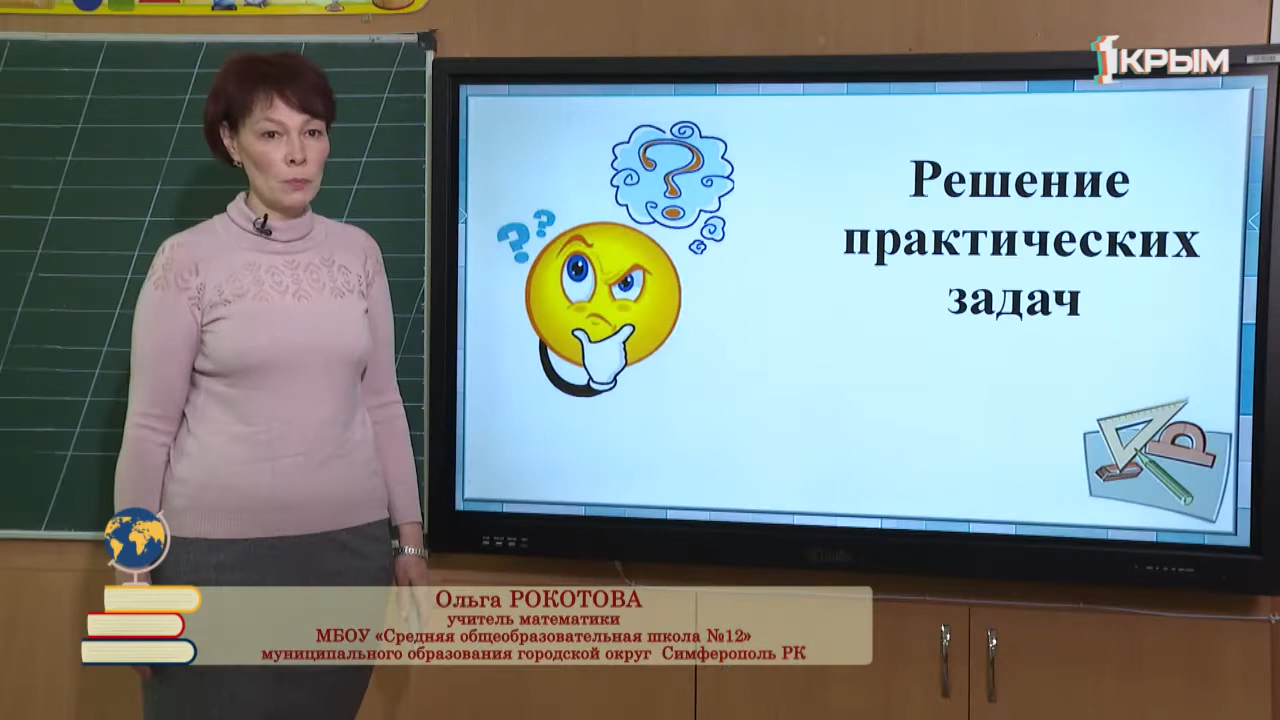 1КРЫМ
Решение
практических
задач
Ольга РОКОТОВА
учитель математики
МБОУ «Средняя общеобразовательная школа №12»
муниципального образования городской округ Симферополь РК